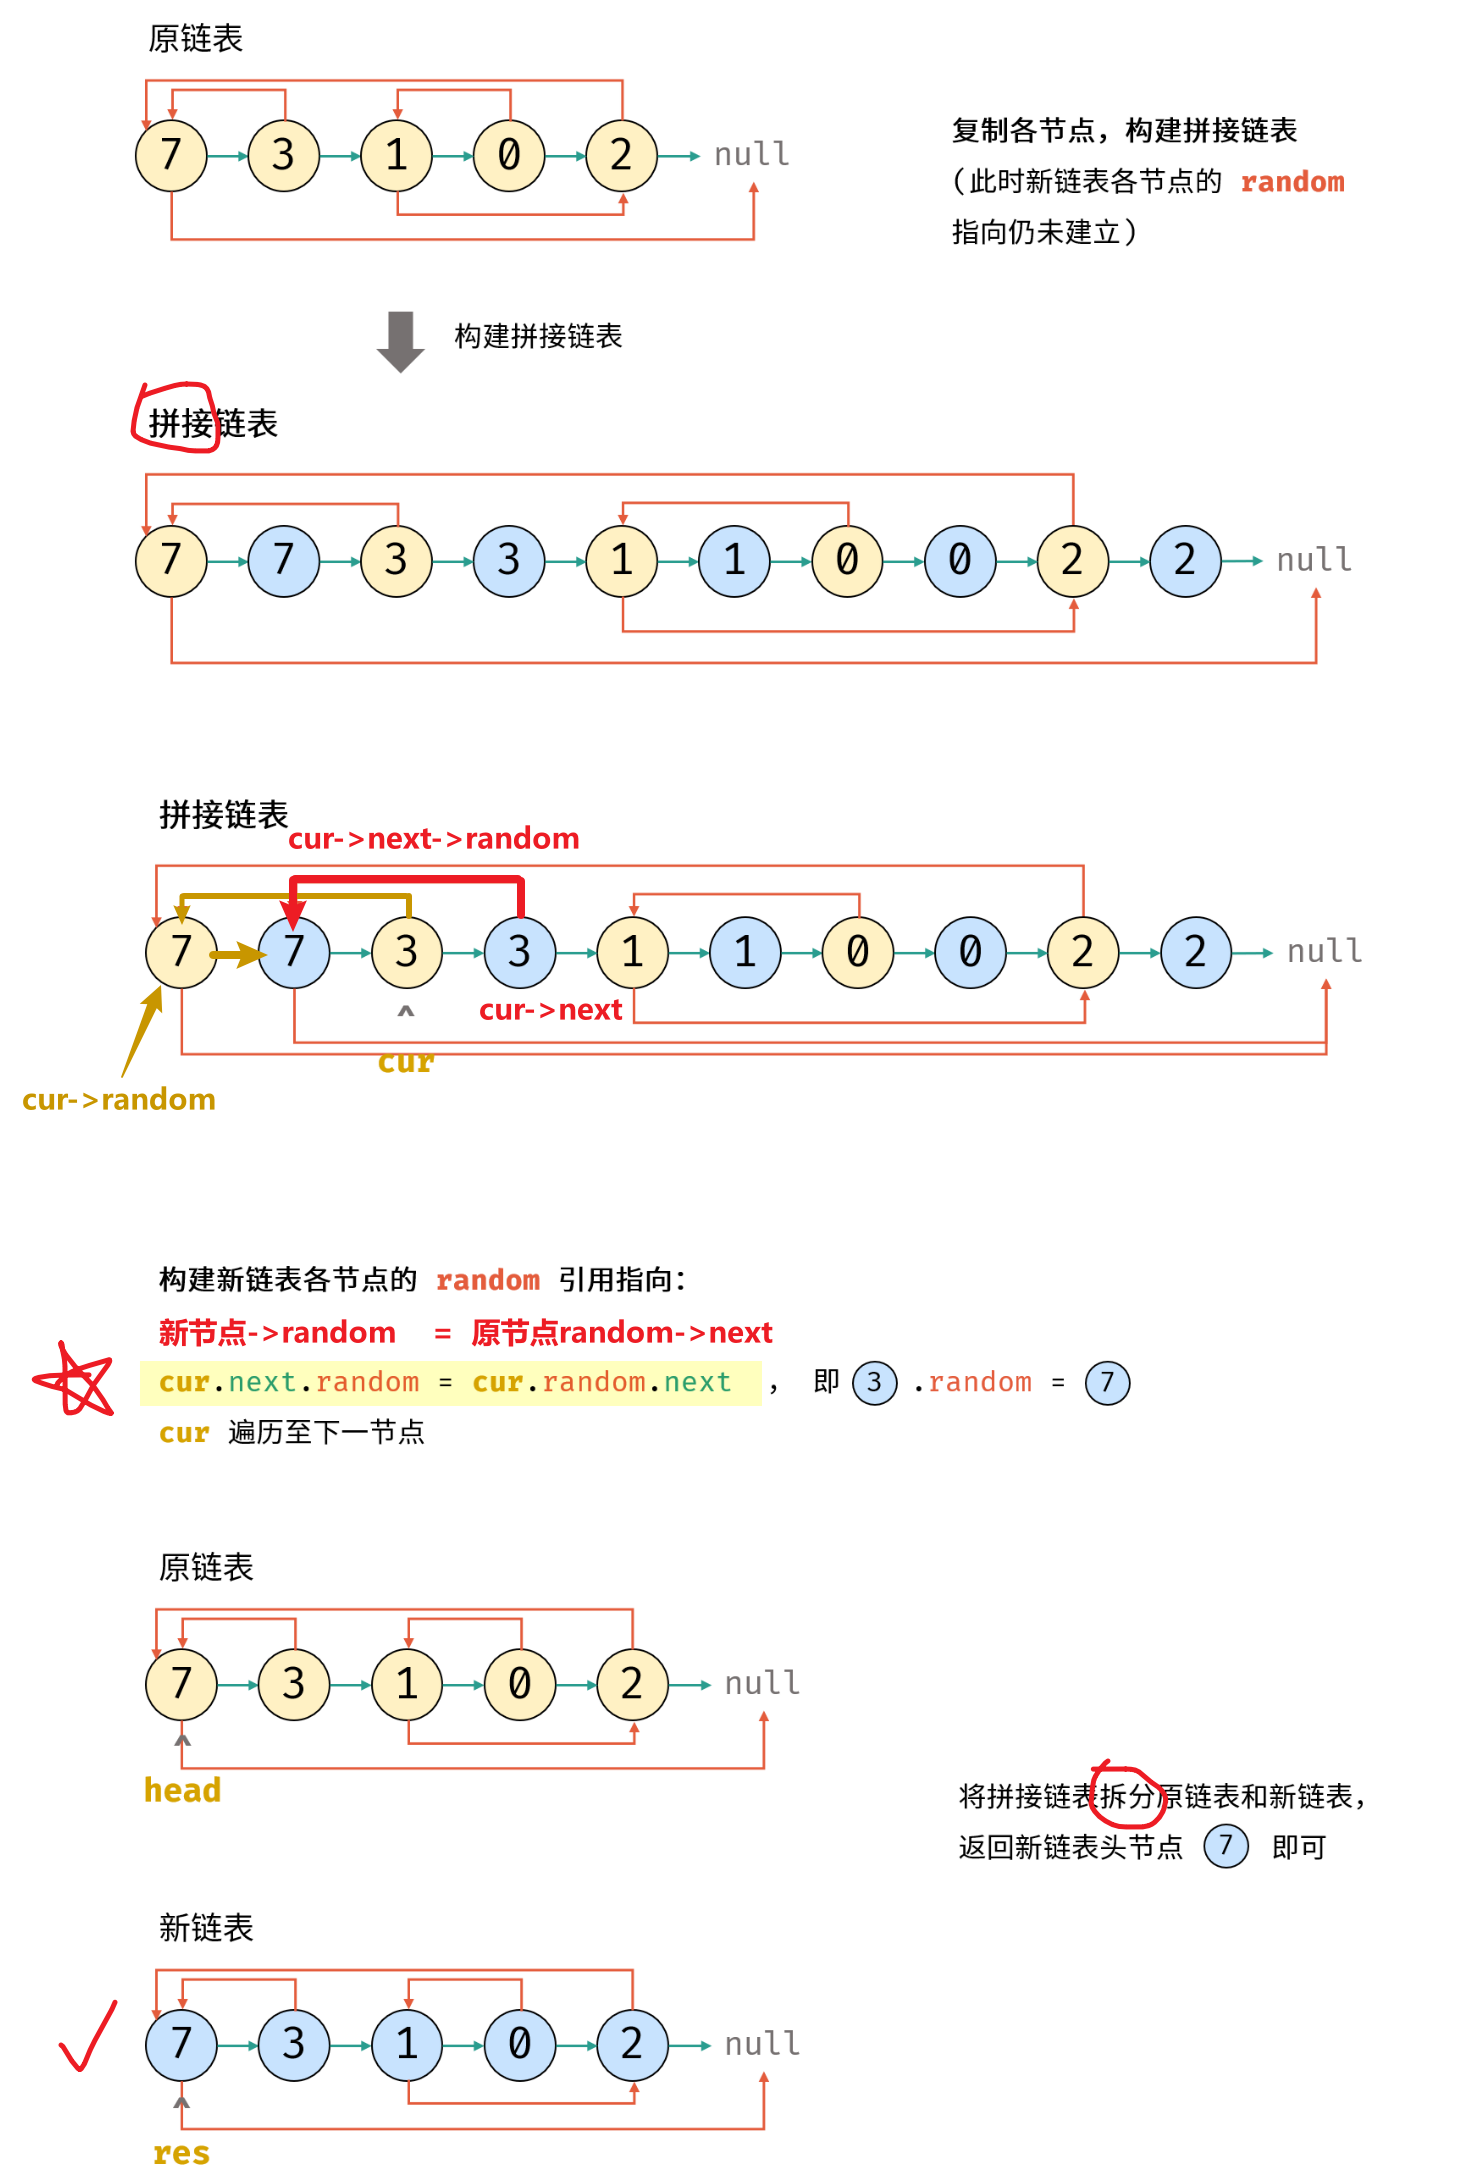 原链表
7 3 1 0 2 null
复制各节点，构建拼接链表
（此时新链表各节点的 random
指向仍未建立）
构建拼接链表
拼接链表
7 7 3 3 1 1 0 0 2 2 null
拼接链表
cur->next->random
7 7 3 3 1 1 0 0 2 2 null
cur->next
cur
cur->random
构建新链表各节点的 random 引用指向：
新节点->random = 原节点random->next
cur.next.random = cur.random.next ， 即 3 .random = 7
cur 遍历至下一节点
原链表
7 3 1 0 2 null
head
将拼接链表拆分原链表和新链表，
返回新链表头节点 7 即可
新链表
7 3 1 0 2 null
res